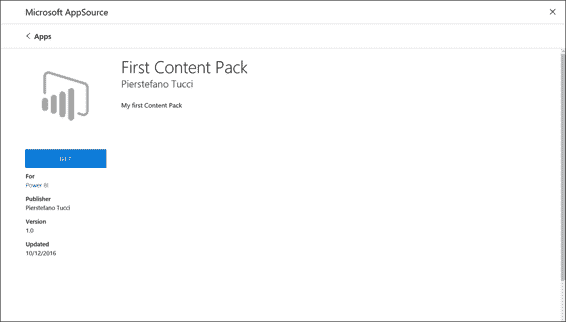 Microsoft AppSource
Apps
First Content Pack
Pierstefano Tucci
My first Content Pack
For
Power BI
Publisher
Pierstefano Tucci
Version
1.0
Updated
10/12/2016